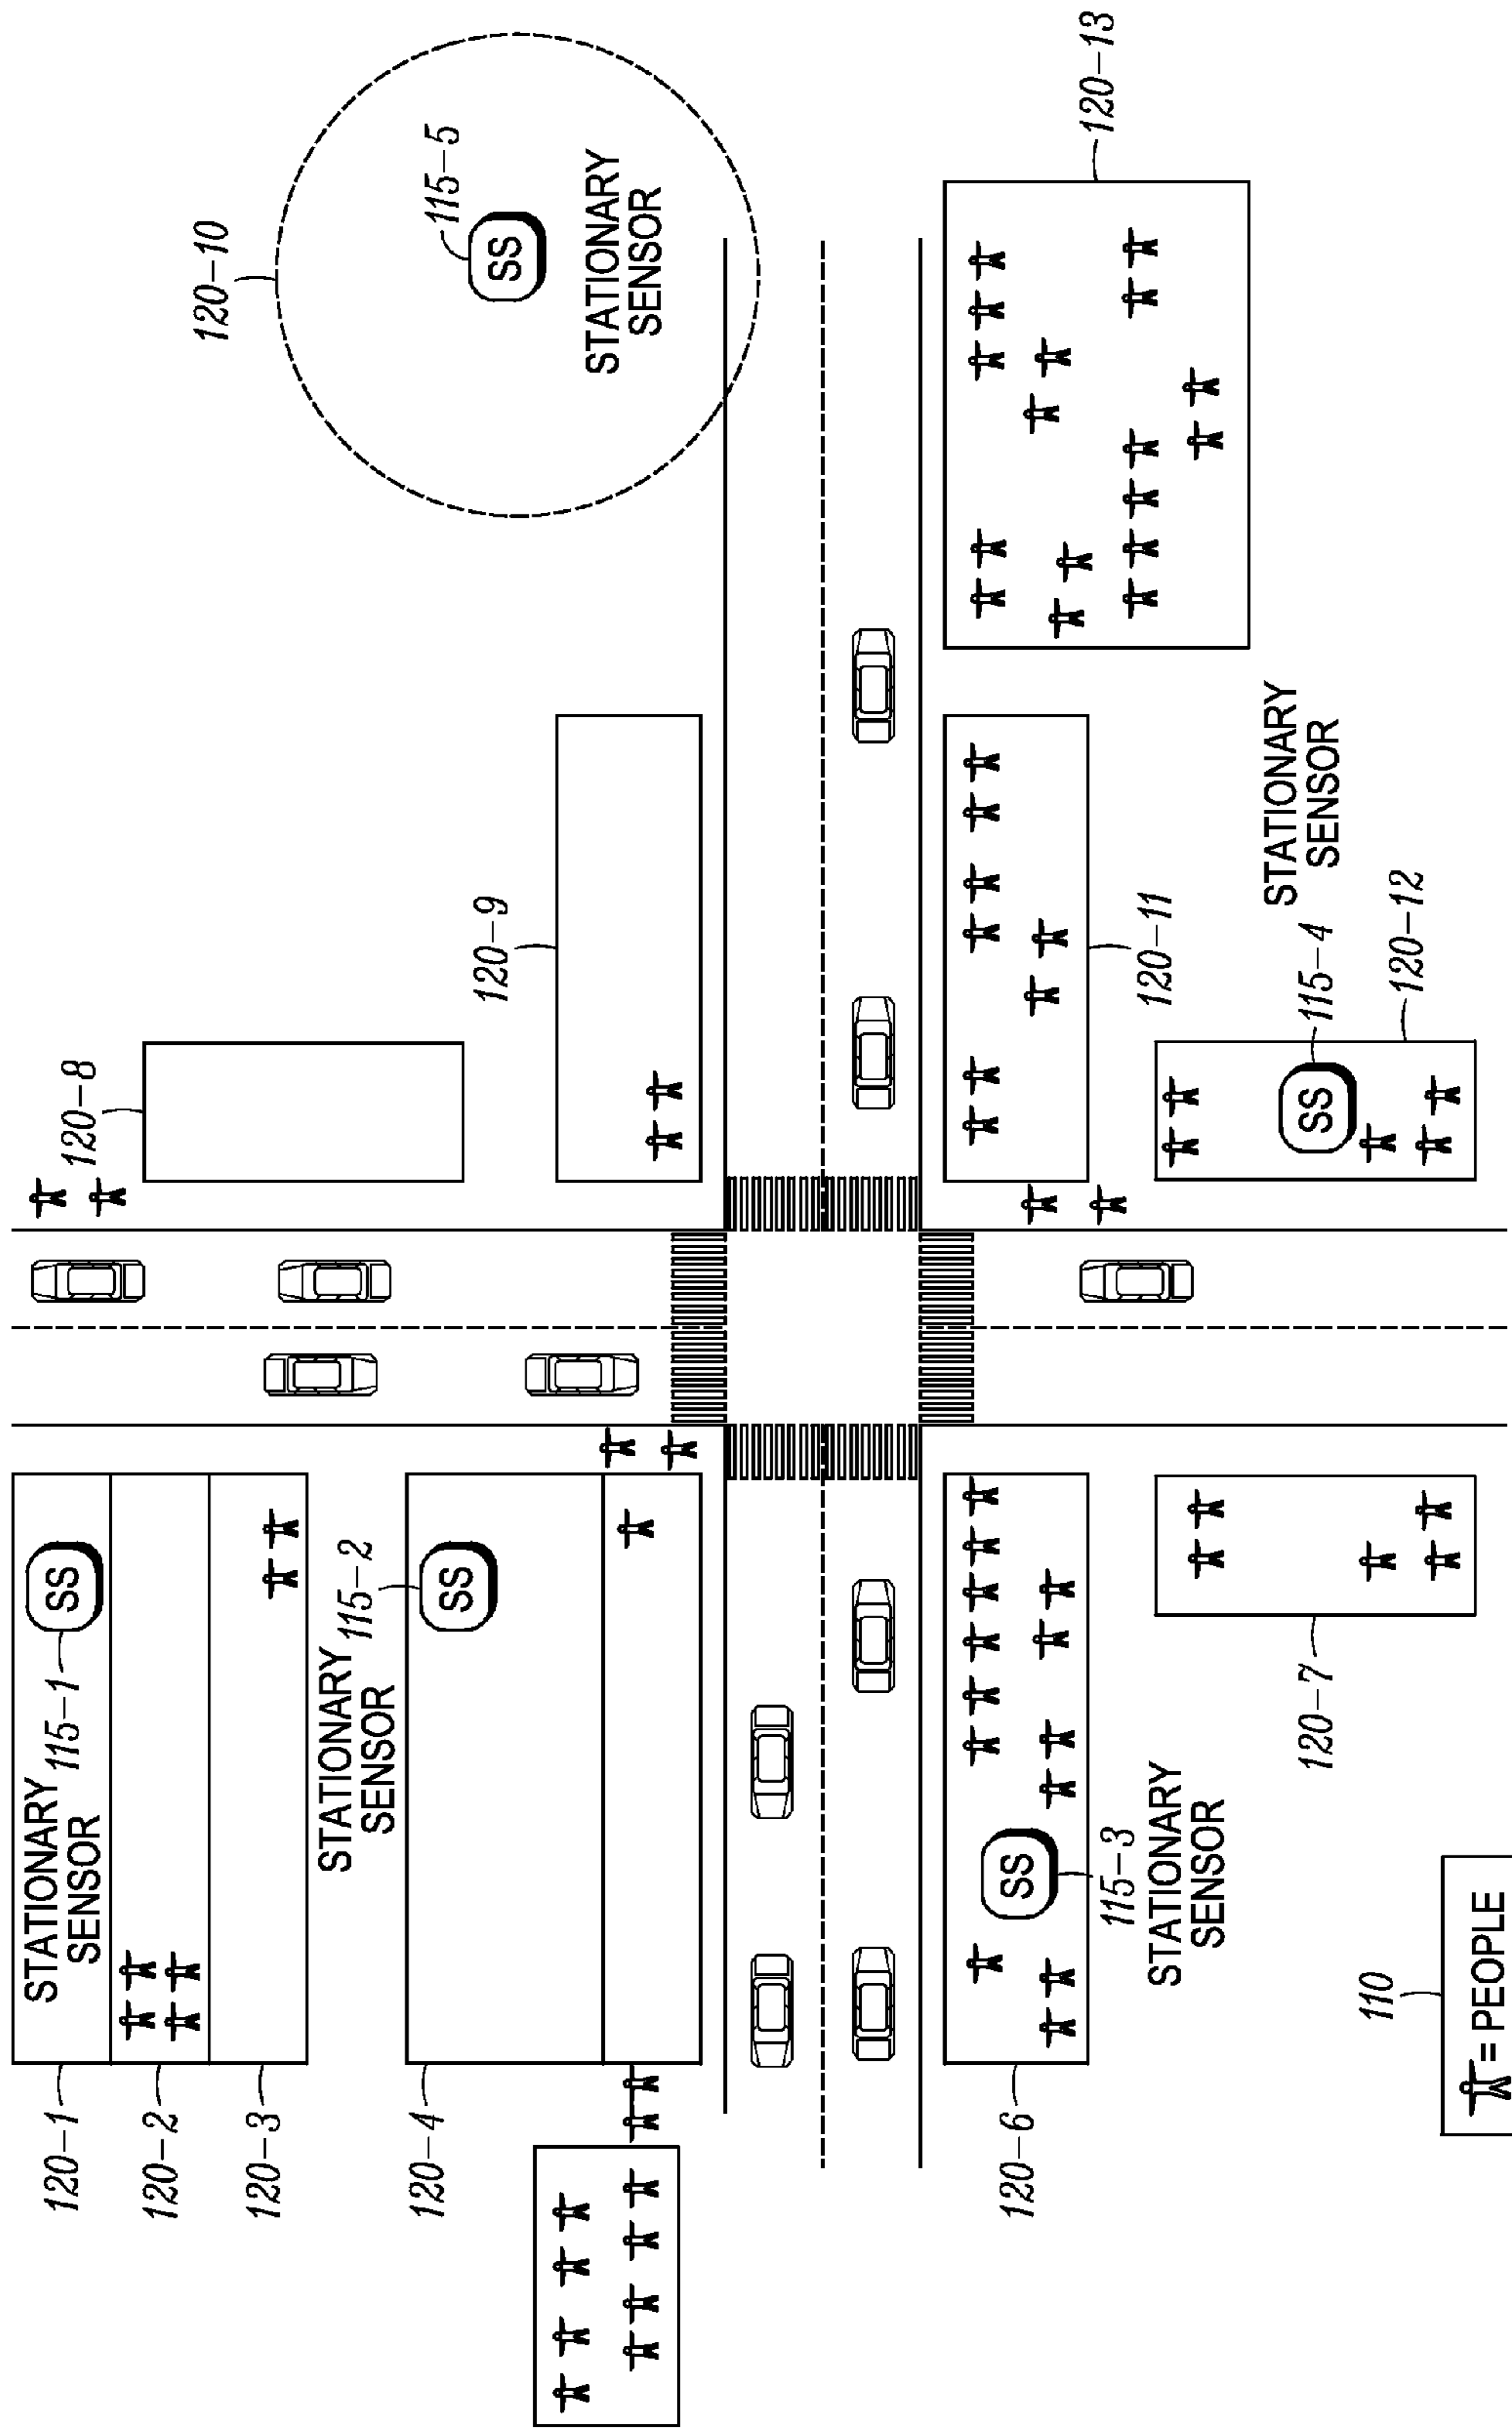 120-1
STATIONARY
SENSOR
115-1
SS
120-2
120-3
STATIONARY
SENSOR
115-2
SS
120-4
120-6
SS
115-3
STATIONARY
SENSOR
120-7
110
= PEOPLE
120-8
120-9
120-10
115-5
SS
STATIONARY
SENSOR
120-11
STATIONARY
SENSOR
115-4
SS
120-12
120-13